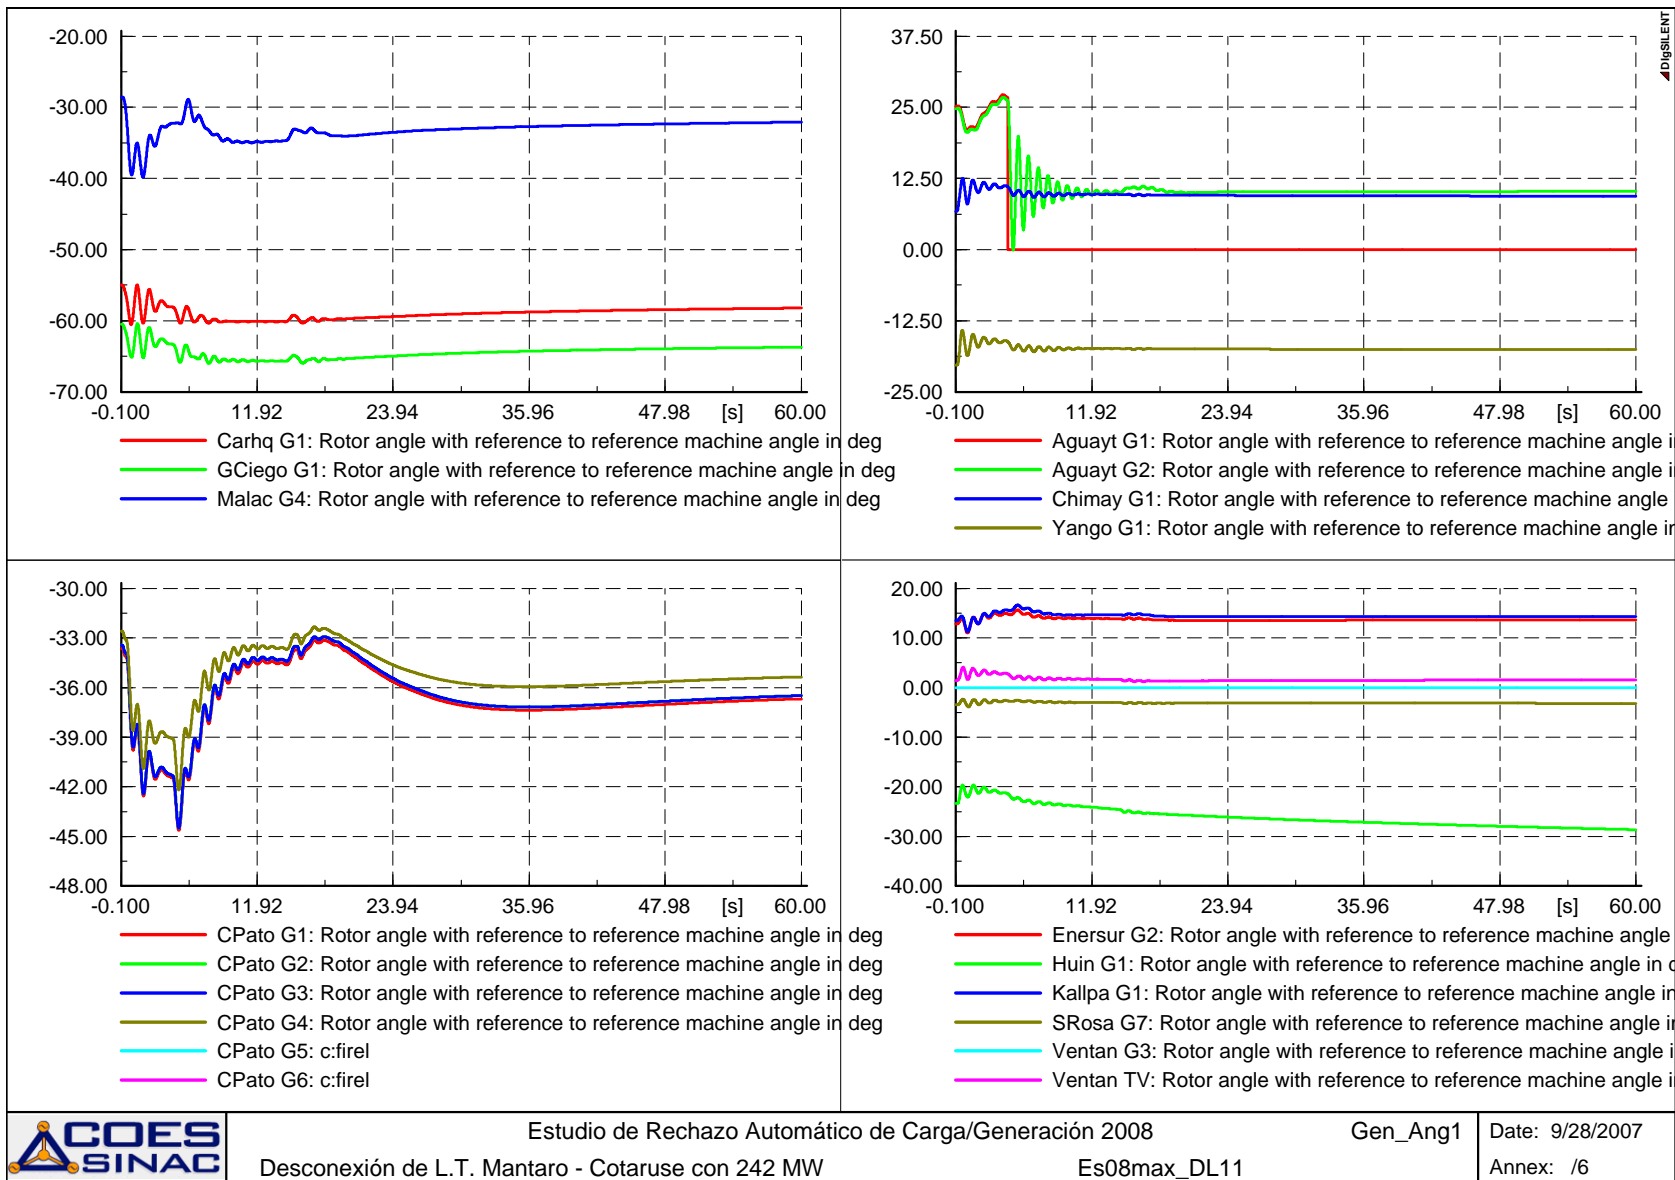 DIgSILENT
-20.00
-30.00
-40.00
-50.00
-60.00
-70.00
-0.100 11.92 23.94 35.96 47.98 [s] 60.00
Carhq G1: Rotor angle with reference to reference machine angle in deg
GCiego G1: Rotor angle with reference to reference machine angle in deg
Malac G4: Rotor angle with reference to reference machine angle in deg
37.50
25.00
12.50
0.00
-12.50
-25.00
-0.100 11.92 23.94 35.96 47.98 [s] 60.00
Aguayt G1: Rotor angle with reference to reference machine angle i
Aguayt G2: Rotor angle with reference to reference machine angle i
Chimay G1: Rotor angle with reference to reference machine angle
Yango G1: Rotor angle with reference to reference machine angle in
-30.00
-33.00
-36.00
-39.00
-42.00
-45.00
-48.00
-0.100 11.92 23.94 35.96 47.98 [s] 60.00
CPato G1: Rotor angle with reference to reference machine angle in deg
CPato G2: Rotor angle with reference to reference machine angle in deg
CPato G3: Rotor angle with reference to reference machine angle in deg
CPato G4: Rotor angle with reference to reference machine angle in deg
CPato G5: c:firel
CPato G6: c:firel
20.00
10.00
0.00
-10.00
-20.00
-30.00
-40.00
-0.100 11.92 23.94 35.96 47.98 [s] 60.00
Enersur G2: Rotor angle with reference to reference machine angle
Huin G1: Rotor angle with reference to reference machine angle in d
Kallpa G1: Rotor angle with reference to reference machine angle in
SRosa G7: Rotor angle with reference to reference machine angle i
Ventan G3: Rotor angle with reference to reference machine angle i
Ventan TV: Rotor angle with reference to reference machine angle i
COES
SINAC
Estudio de Rechazo Automático de Carga/Generación 2008 Gen_Ang1
Desconexión de L.T. Mantaro - Cotaruse con 242 MW Es08max_DL11
Date: 9/28/2007
Annex: /6